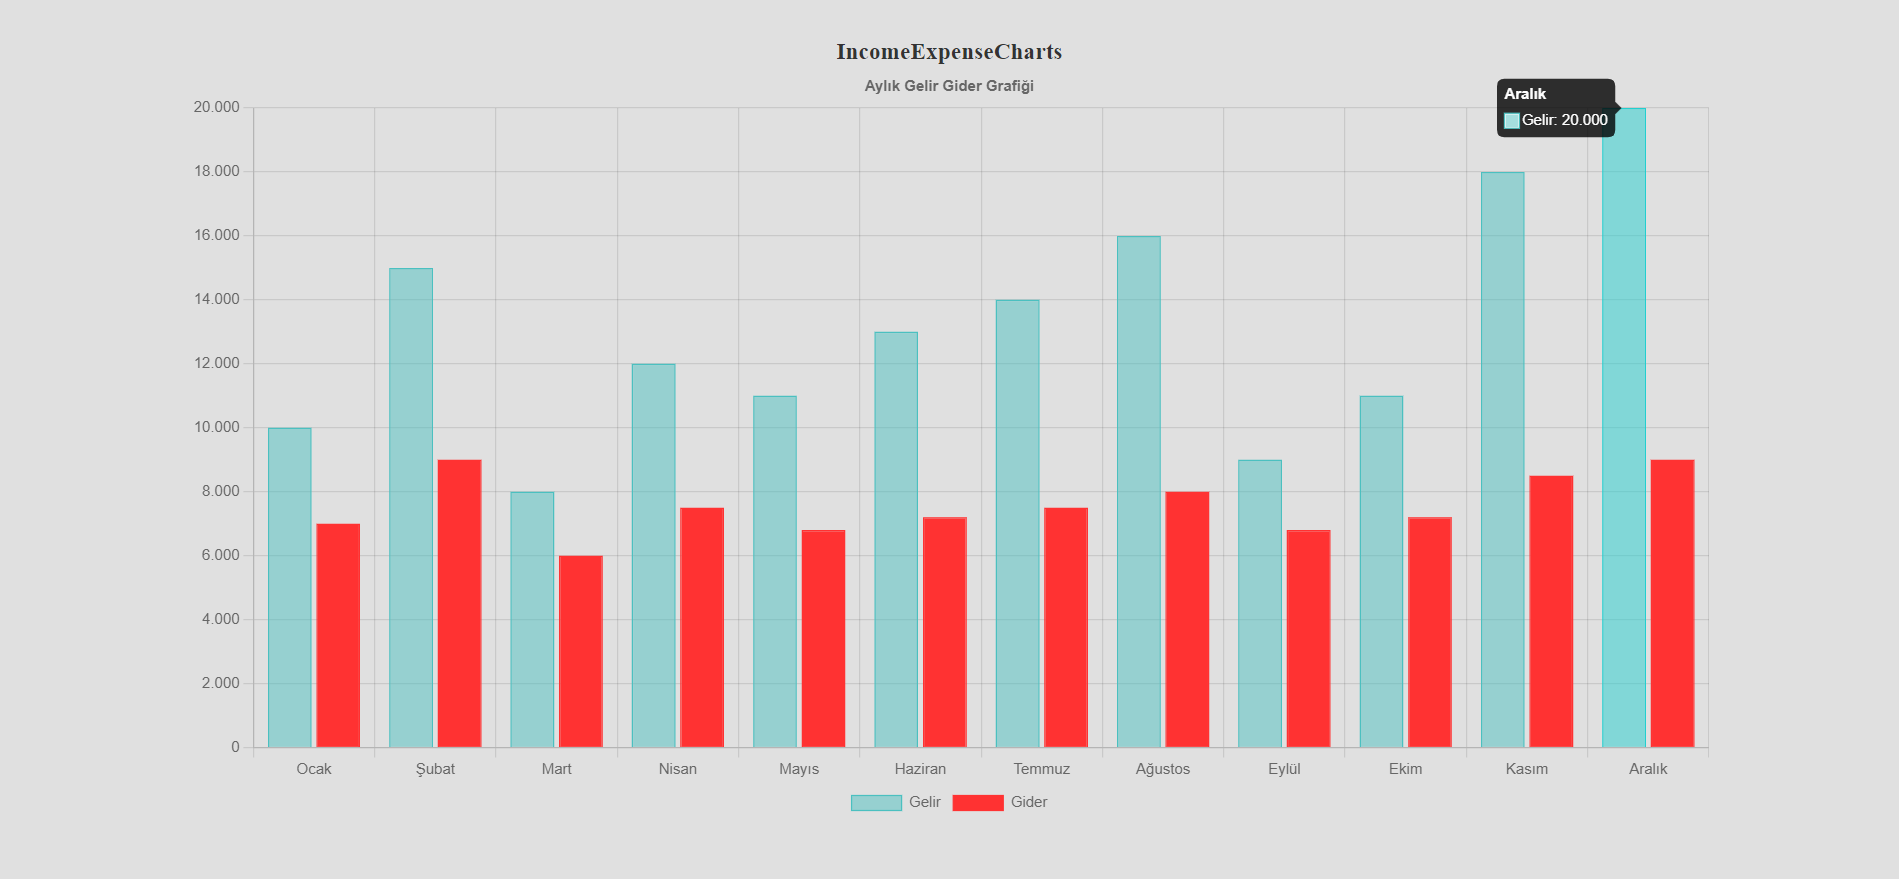 IncomeExpenseCharts
Aylık Gelir Gider Grafiği
Aralık
Gelir: 20.000
20.000
18.000
16.000
14.000
12.000
10.000
8.000
6.000
4.000
2.000
0
Ocak Şubat Mart Nisan Mayıs Haziran Temmuz Ağustos Eylül Ekim Kasım Aralık
Gelir Gider